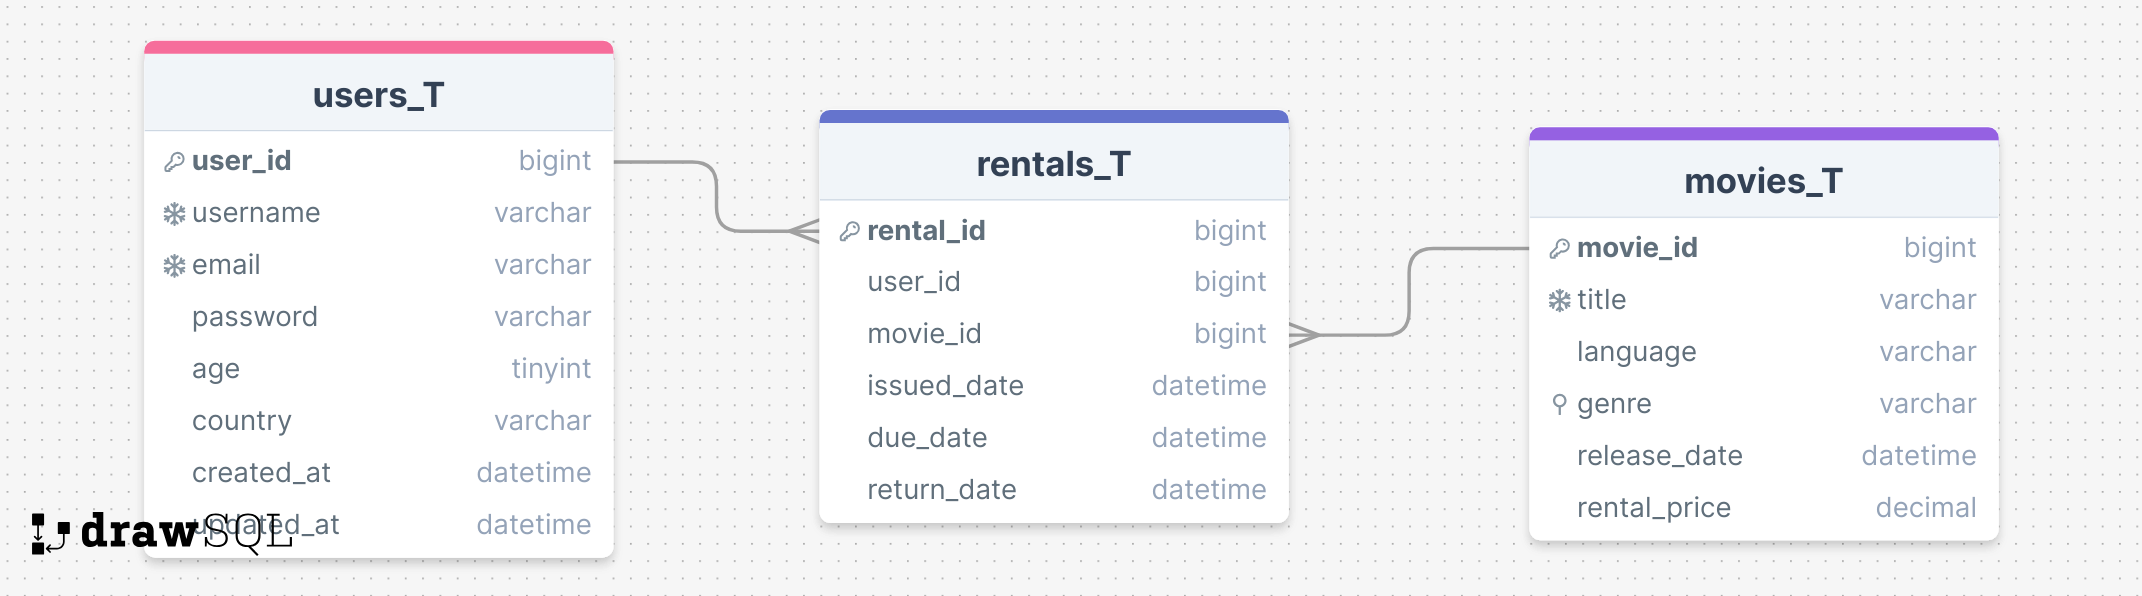 users_T
user_id bigint
username varchar
email varchar
password varchar
age tinyint
country varchar
created_at datetime
updated_at datetime
drawSQL
rentals_T
rental_id bigint
user_id bigint
movie_id bigint
issued_date datetime
due_date datetime
return_date datetime
movies_T
movie_id bigint
title varchar
language varchar
genre varchar
release_date datetime
rental_price decimal